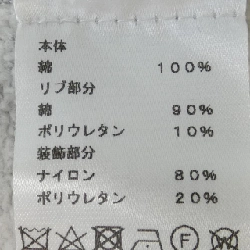 本体
綿 100%
リブ部分
綿 90%
ポリウレタン 10%
装飾部分
ナイロン 80%
ポリウレタン 20%
F